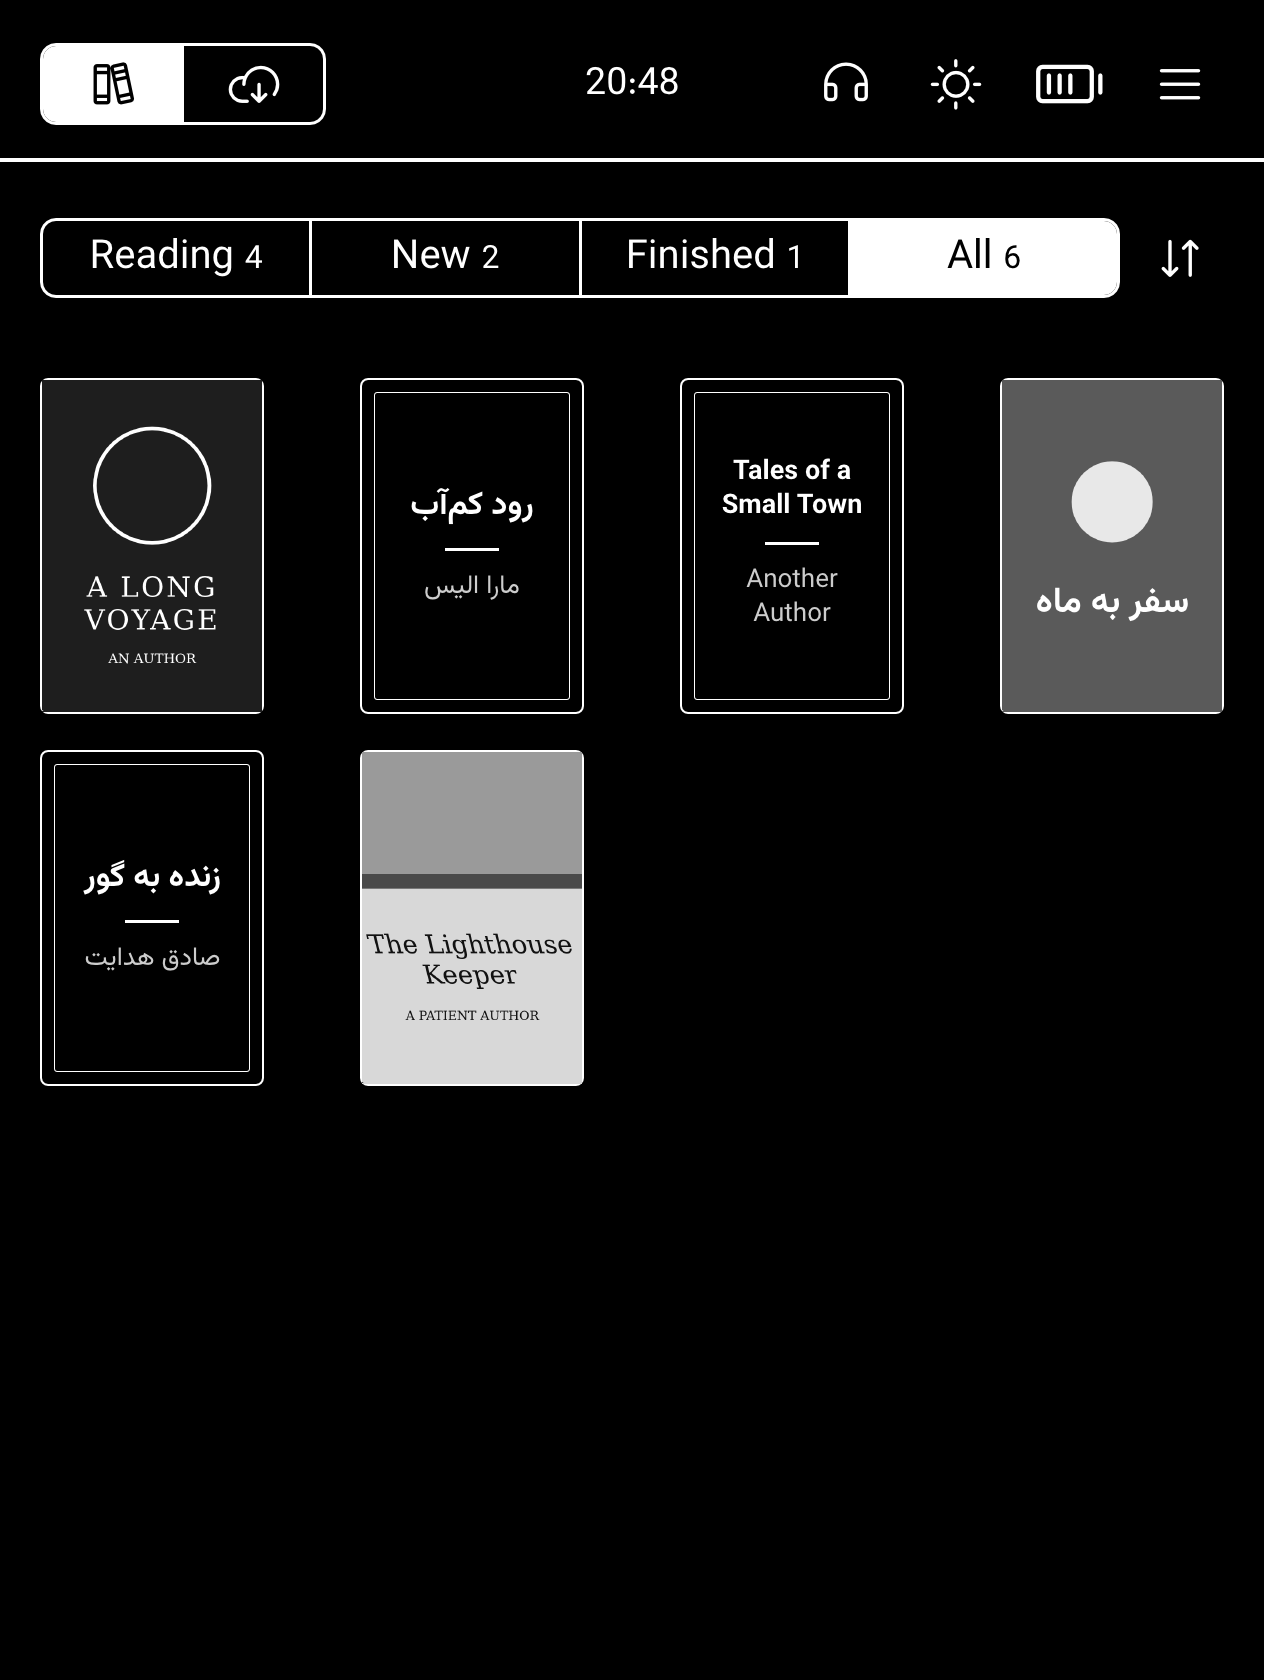 20:48
Reading 4
New 2
Finished 1
All 6
A LONG
VOYAGE
AN AUTHOR
رود کم‌آب
مارا الیس
Tales of a
Small Town
Another
Author
سفر به ماه
زنده به گور
صادق هدایت
The Lighthouse
Keeper
A PATIENT AUTHOR